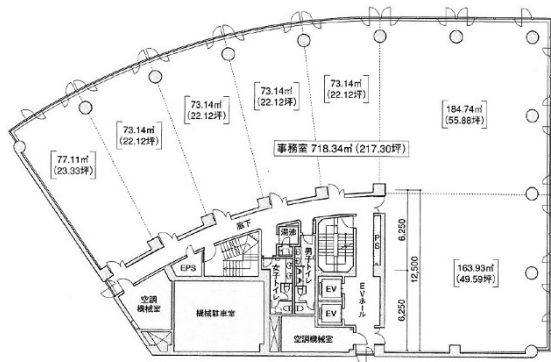 73.14㎡
(22.12坪)
73.14㎡
(22.12坪)
73.14㎡
(22.12坪)
73.14㎡
(22.12坪)
184.74㎡
(55.88坪)
77.11㎡
(23.33坪)
事務室 718.34㎡ (217.30坪)
廊下
湯沸
男子トイレ
女子トイレ
PS
EPS
6,250
12,500
6,250
163.93㎡
(49.59坪)
空調
機械室
機械駐車室
EV
EV
EVホール
空調機械室